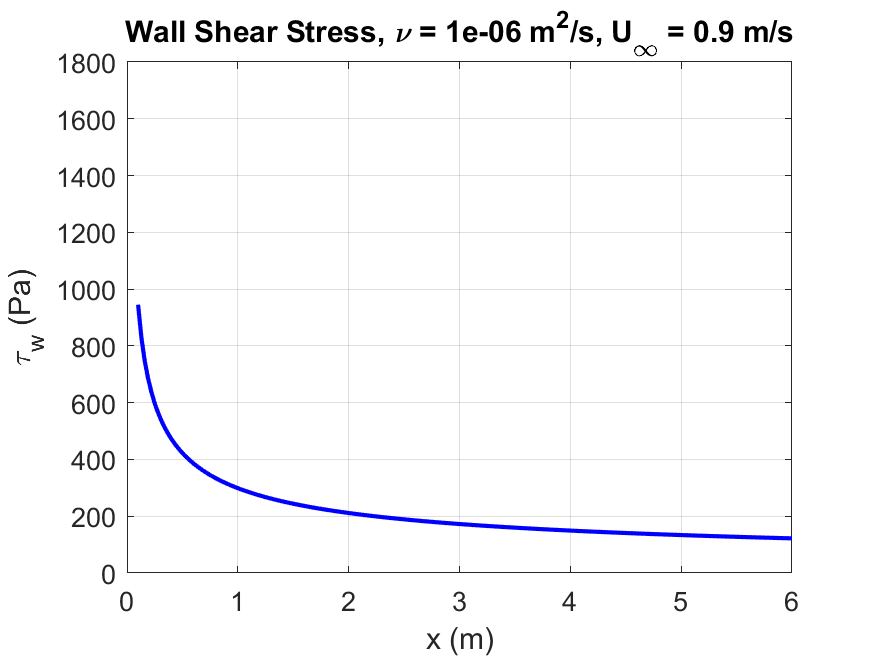 Wall Shear Stress, ν = 1e-06 m²/s, U∞ = 0.9 m/s
1800
1600
1400
1200
1000
800
600
400
200
0
τw (Pa)
0 1 2 3 4 5 6
x (m)